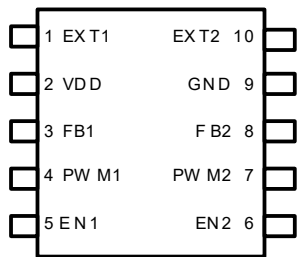 1 EXT1 EXT2 10
2 VDD GND 9
3 FB1 FB2 8
4 PWM1 PWM2 7
5 EN1 EN2 6